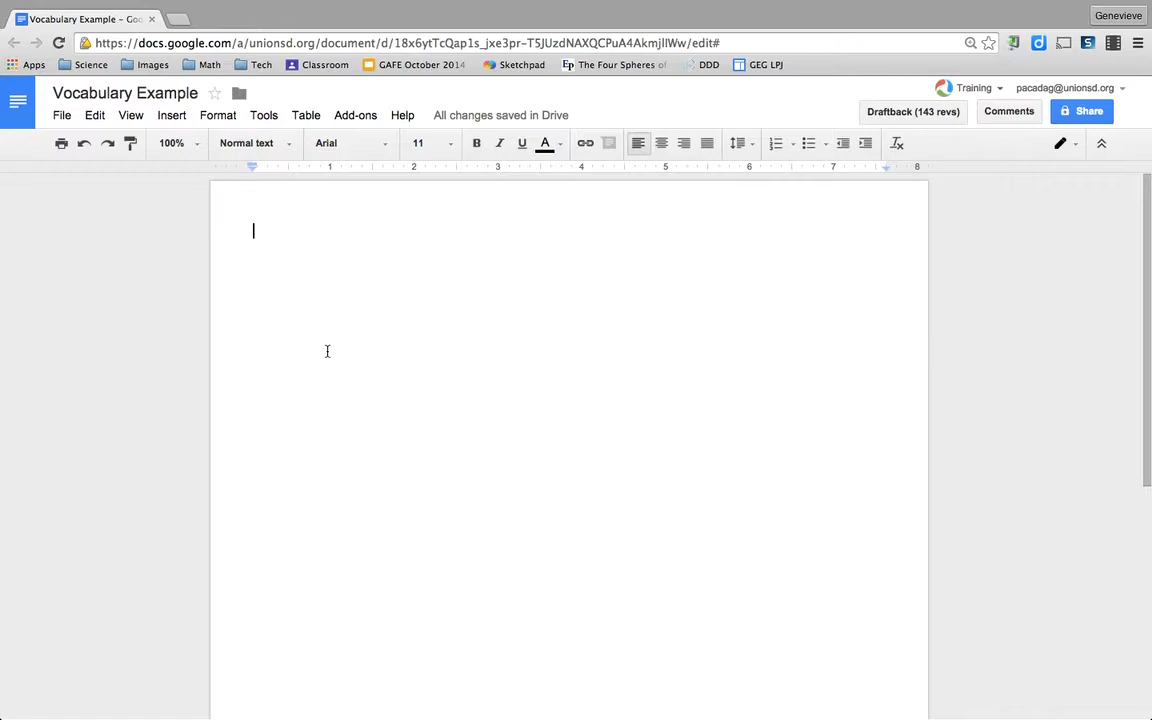 Vocabulary Example - Goo
Genevieve
https://docs.google.com/a/unionsd.org/document/d/18x6ytTcQap1s_jxe3pr-T5JUzdNAXQCPuA4AkmjllWw/edit#
Apps Science Images Math Tech Classroom GAFE October 2014 Sketchpad Ep The Four Spheres of DDD GEG LPJ
Vocabulary Example
Training pacadag@unionsd.org
File Edit View Insert Format Tools Table Add-ons Help All changes saved in Drive
Draftback (143 revs) Comments Share
100% Normal text Arial 11 B I U A
1 2 3 4 5 6 7 8